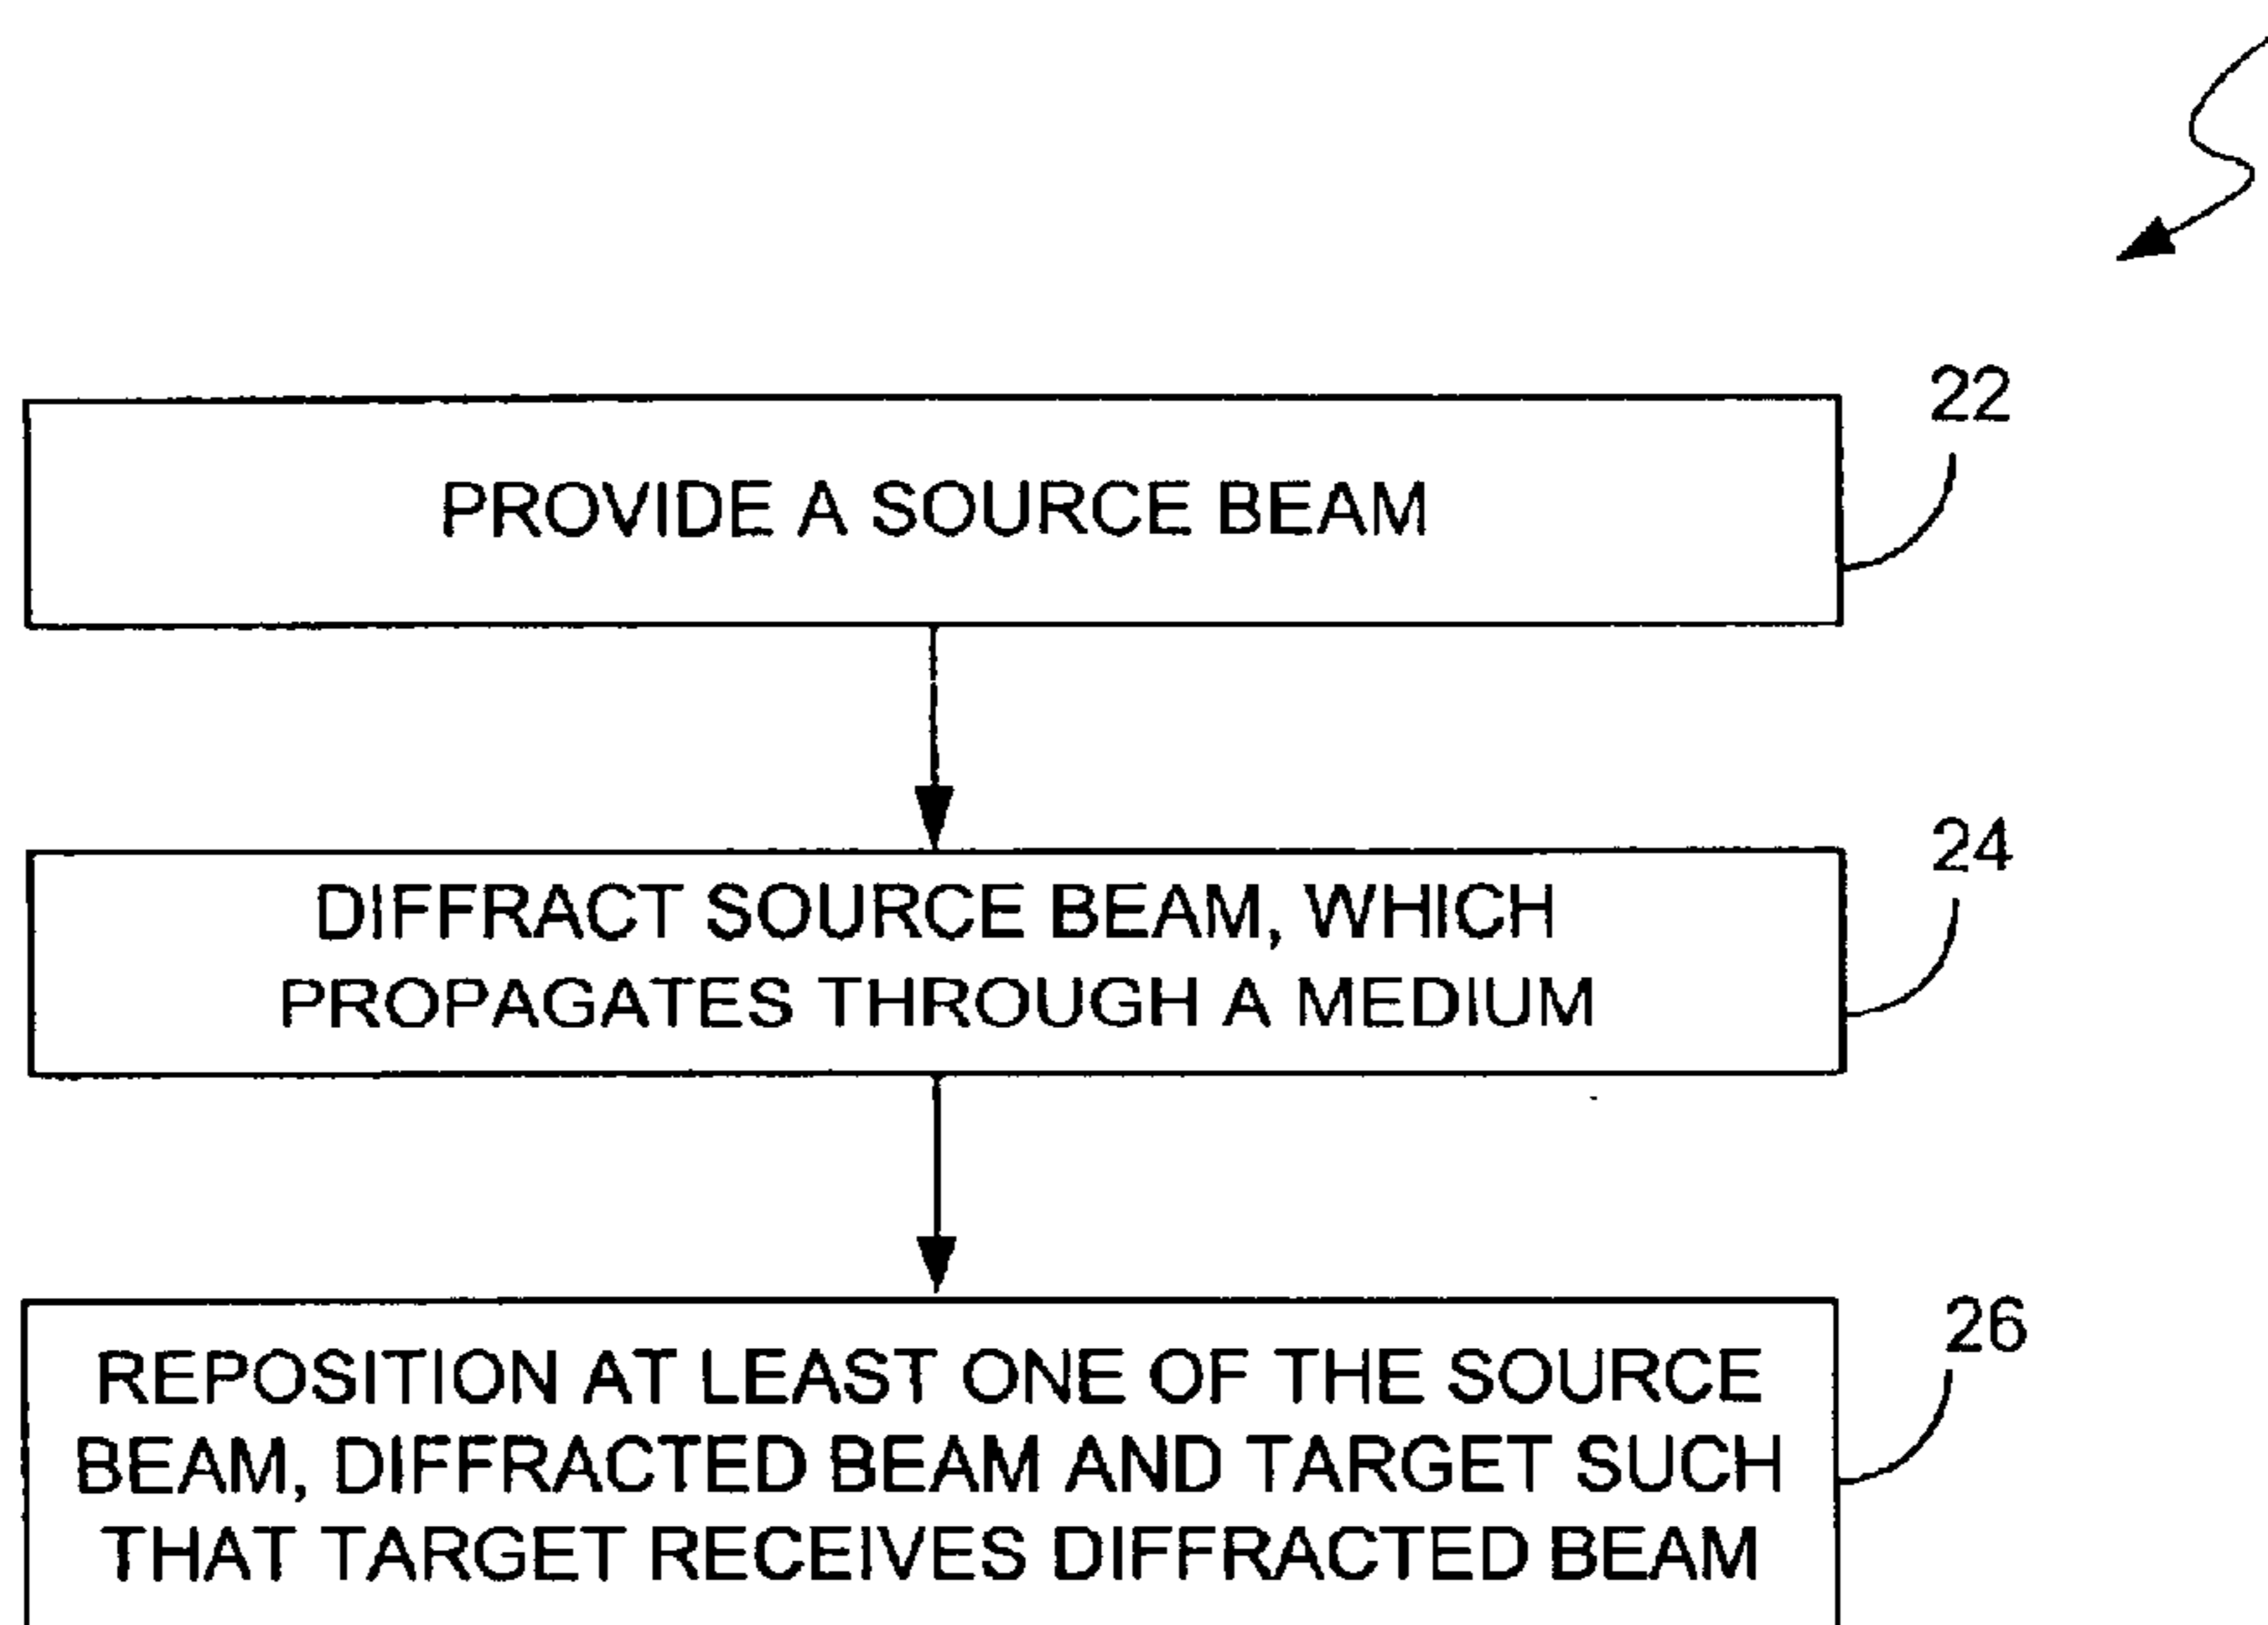 22
PROVIDE A SOURCE BEAM
24
DIFFRACT SOURCE BEAM, WHICH
PROPAGATES THROUGH A MEDIUM
26
REPOSITION AT LEAST ONE OF THE SOURCE
BEAM, DIFFRACTED BEAM AND TARGET SUCH
THAT TARGET RECEIVES DIFFRACTED BEAM